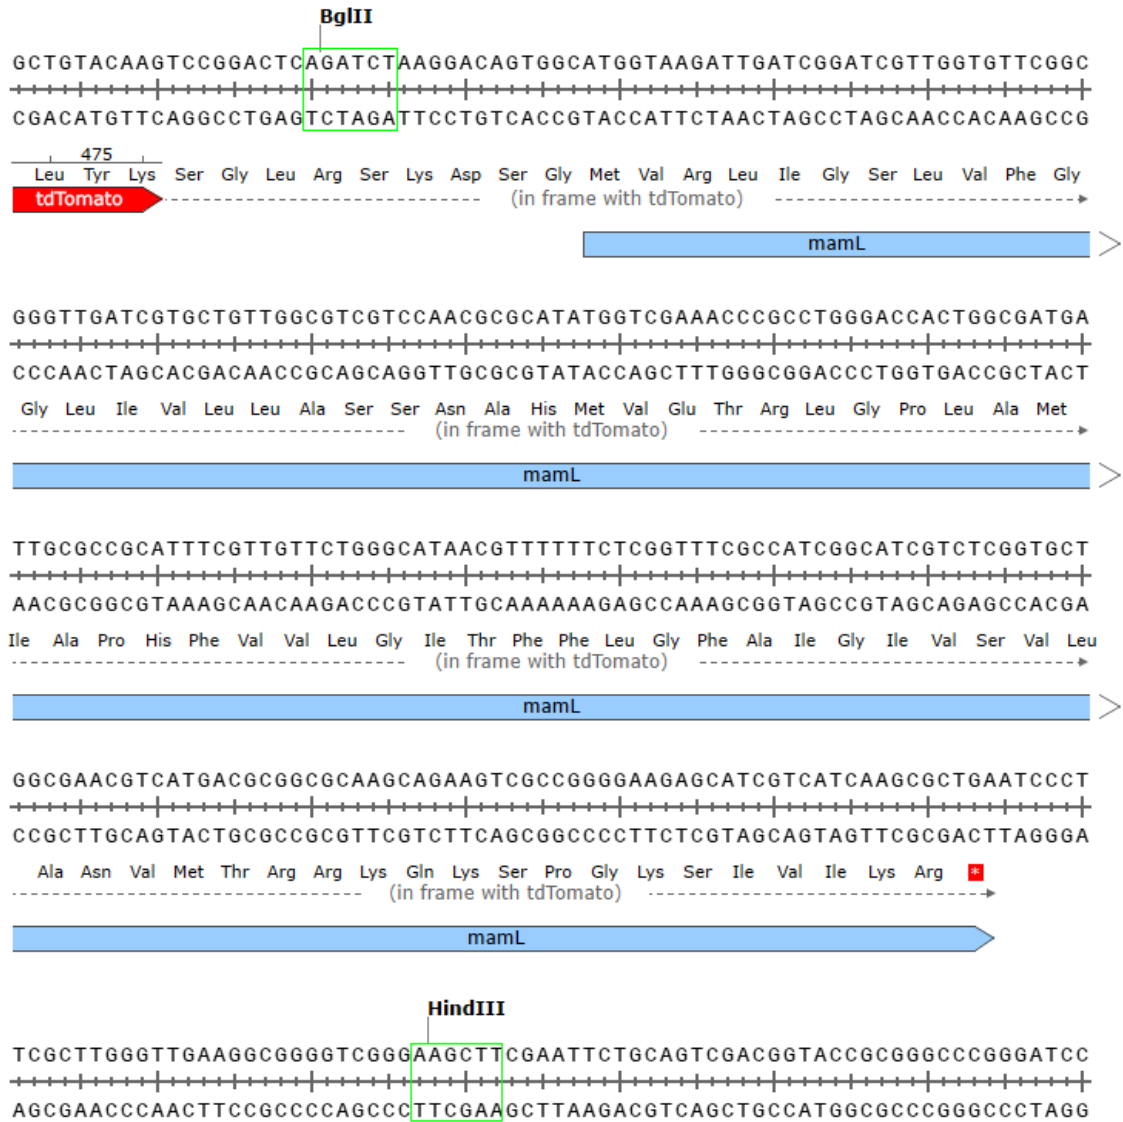 BglII
GCTGTACAAGTCCGGACTCAGATCTAAGGACAGTGGCATGGTAAGATTGATCGGATCGTTGGTGTTCGGC
CGACATGTTCAGGCCTGAGTCTAGATTCCTGTCACCGTACCATTCTAACTAGCCTAGCAACCACAAGCCG
475
Leu Tyr Lys Ser Gly Leu Arg Ser Lys Asp Ser Gly Met Val Arg Leu Ile Gly Ser Leu Val Phe Gly
tdTomato (in frame with tdTomato)
mamL
GGGTTGATCGTGCTGTTGGCGTCGTCCAACGCGCATATGGTCGAAACCCGCCTGGGACCACTGGCGATGA
CCCAACTAGCACGACAACCGCAGCAGGTTGCGCGTATACCAGCTTTGGGCGGACCCTGGTGACCGCTACT
Gly Leu Ile Val Leu Leu Ala Ser Ser Asn Ala His Met Val Glu Thr Arg Leu Gly Pro Leu Ala Met
(in frame with tdTomato)
mamL
TTGCGCCGCATTTCGTTGTTCTGGGCATAACGTTTTTTCTCGGTTTCGCCATCGGCATCGTCTCGGTGCT
AACGCGGCGTAAAGCAACAAGACCCGTATTGCAAAAAAGAGCCAAAGCGGTAGCCGTAGCAGAGCCACGA
Ile Ala Pro His Phe Val Val Leu Gly Ile Thr Phe Phe Leu Gly Phe Ala Ile Gly Ile Val Ser Val Leu
(in frame with tdTomato)
mamL
GGCGAACGTCATGACGCGGCGCAAGCAGAAGTCGCCGGGGAAGAGCATCGTCATCAAGCGCTGAATCCCT
CCGCTTGCAGTACTGCGCCGCGTTCGTCTTCAGCGGCCCCTTCTCGTAGCAGTAGTTCGCGACTTAGGGA
Ala Asn Val Met Thr Arg Arg Lys Gln Lys Ser Pro Gly Lys Ser Ile Val Ile Lys Arg *
(in frame with tdTomato)
mamL
HindIII
TCGCTTGGGTTGAAGGCGGGGTCGGGAAGCTTCGAATTCTGCAGTCGACGGTACCGCGGGCCCGGGATCC
AGCGAACCCAACTTCCGCCCCAGCCCTTCGAAGCTTAAGACGTCAGCTGCCATGGCGCCCGGGCCCTAGG